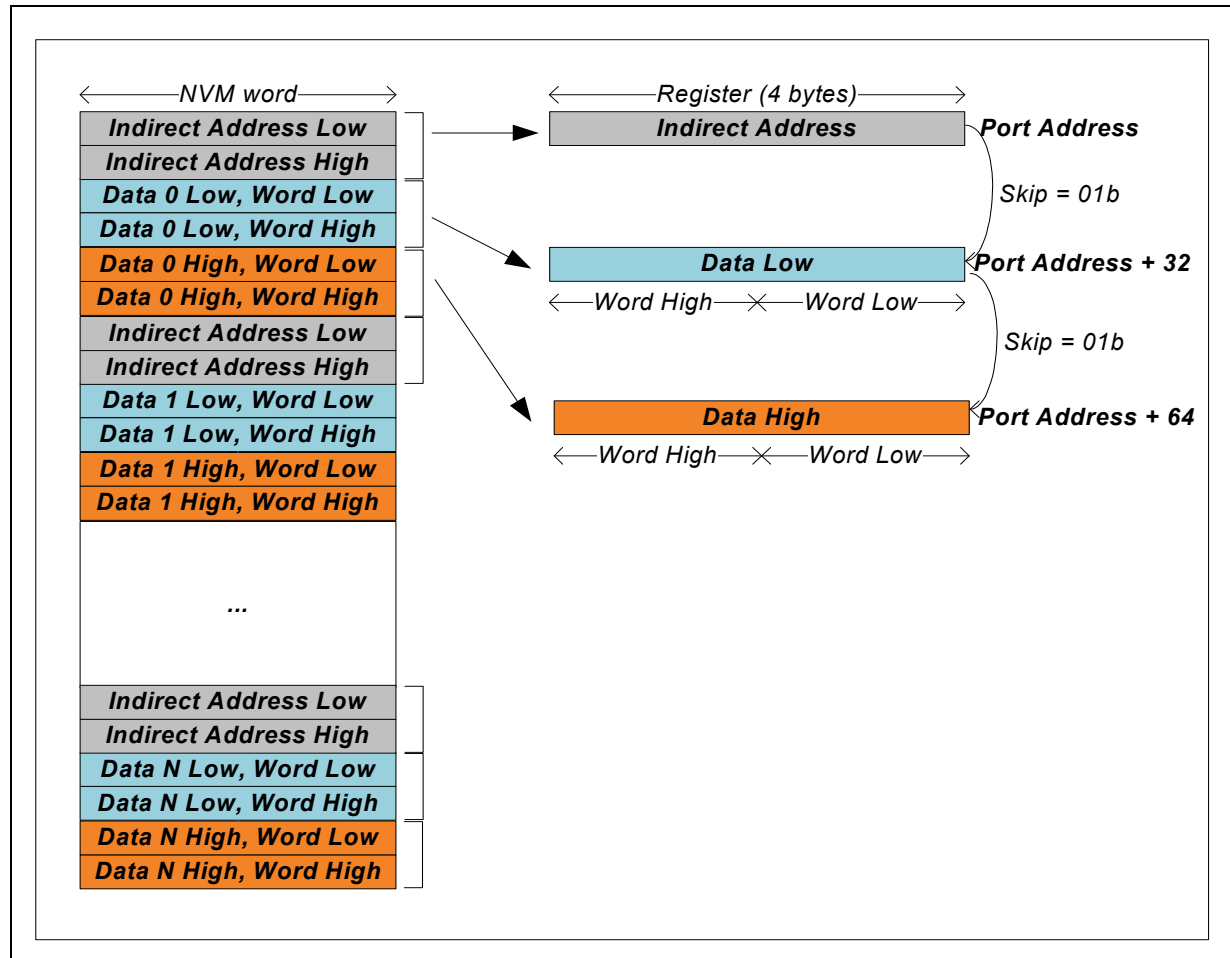 NVM word
Indirect Address Low
Indirect Address High
Data 0 Low, Word Low
Data 0 Low, Word High
Data 0 High, Word Low
Data 0 High, Word High
Indirect Address Low
Indirect Address High
Data 1 Low, Word Low
Data 1 Low, Word High
Data 1 High, Word Low
Data 1 High, Word High
...
Indirect Address Low
Indirect Address High
Data N Low, Word Low
Data N Low, Word High
Data N High, Word Low
Data N High, Word High
Register (4 bytes)
Indirect Address
Port Address
Skip = 01b
Data Low
Port Address + 32
Word High
Word Low
Skip = 01b
Data High
Port Address + 64
Word High
Word Low